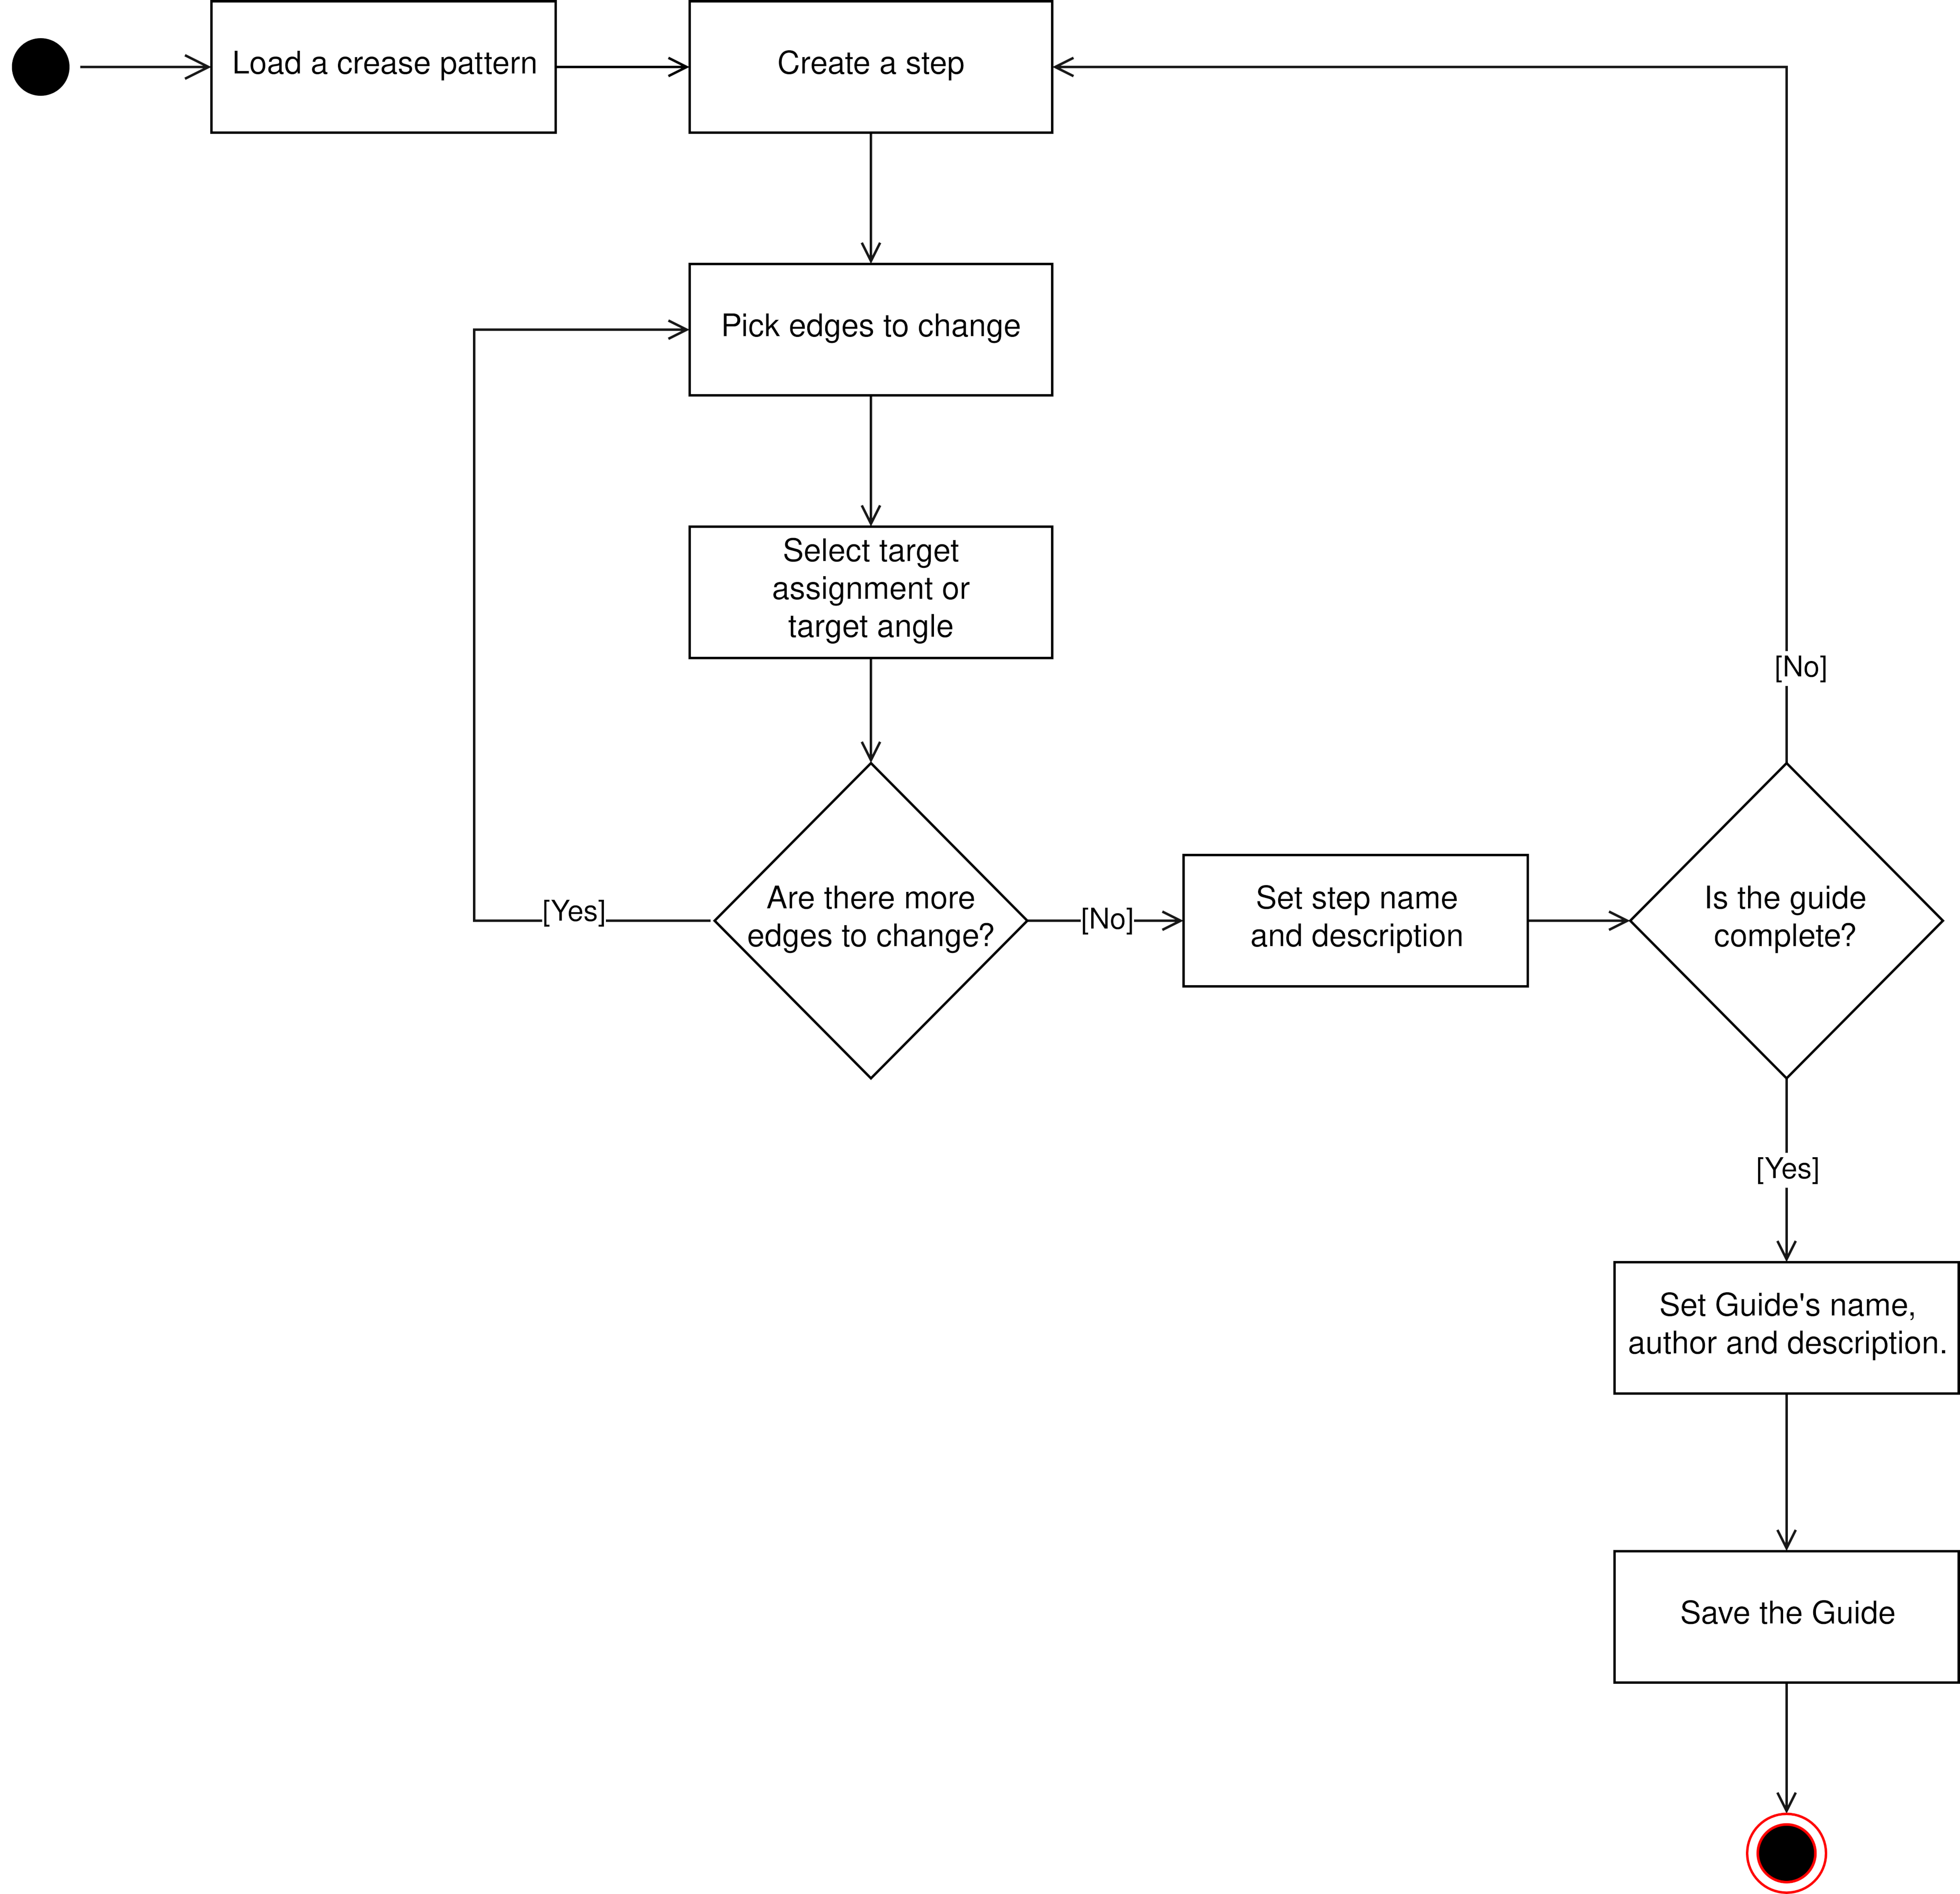 Load a crease pattern
Create a step
Pick edges to change
Select target
assignment or
target angle
[No]
Are there more
edges to change?
[Yes]
[No]
Set step name
and description
Is the guide
complete?
[Yes]
Set Guide's name,
author and description.
Save the Guide